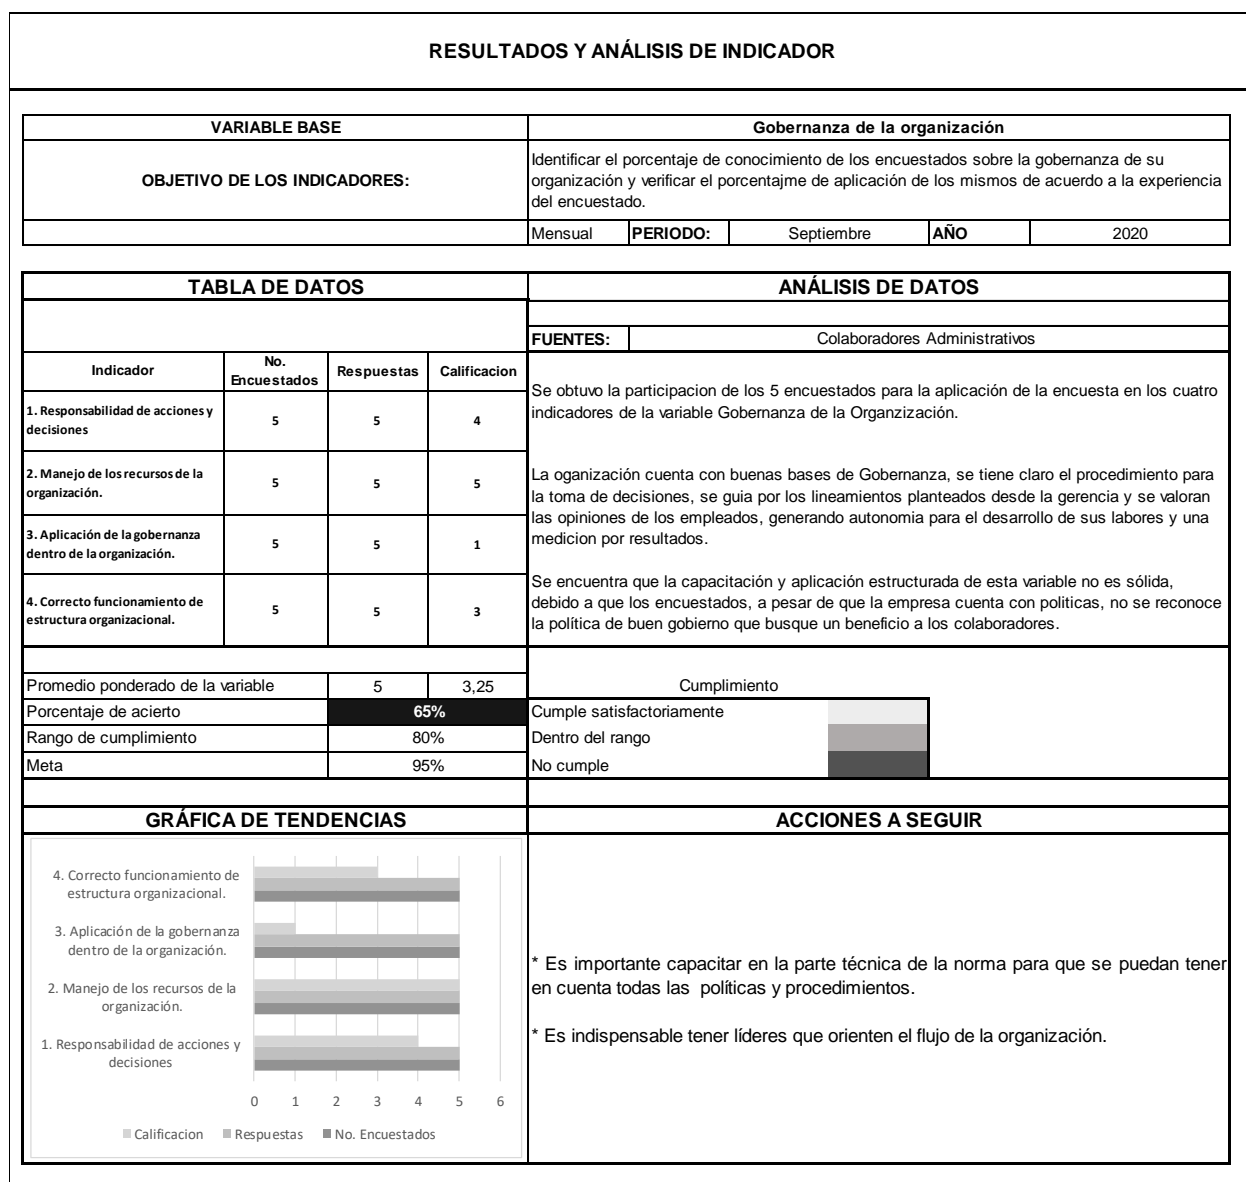 RESULTADOS Y ANÁLISIS DE INDICADOR
VARIABLE BASE
Gobernanza de la organización
OBJETIVO DE LOS INDICADORES:
Identificar el porcentaje de conocimiento de los encuestados sobre la gobernanza de su
organización y verificar el porcentajme de aplicación de los mismos de acuerdo a la experiencia
del encuestado.
Mensual PERIODO: Septiembre AÑO 2020
TABLA DE DATOS
ANÁLISIS DE DATOS
FUENTES: Colaboradores Administrativos
Indicador No. Encuestados Respuestas Calificacion
1. Responsabilidad de acciones y
decisiones
5 5 4
2. Manejo de los recursos de la
organización.
5 5 5
3. Aplicación de la gobernanza
dentro de la organización.
5 5 1
4. Correcto funcionamiento de
estructura organizacional.
5 5 3
Se obtuvo la participacion de los 5 encuestados para la aplicación de la encuesta en los cuatro
indicadores de la variable Gobernanza de la Organzización.
La oganización cuenta con buenas bases de Gobernanza, se tiene claro el procedimiento para
la toma de decisiones, se guia por los lineamientos planteados desde la gerencia y se valoran
las opiniones de los empleados, generando autonomia para el desarrollo de sus labores y una
medicion por resultados.
Se encuentra que la capacitación y aplicación estructurada de esta variable no es sólida,
debido a que los encuestados, a pesar de que la empresa cuenta con politicas, no se reconoce
la política de buen gobierno que busque un beneficio a los colaboradores.
Promedio ponderado de la variable 5 3,25
Porcentaje de acierto 65%
Rango de cumplimiento 80%
Meta 95%
Cumplimiento
Cumple satisfactoriamente
Dentro del rango
No cumple
GRÁFICA DE TENDENCIAS
4. Correcto funcionamiento de
estructura organizacional.
3. Aplicación de la gobernanza
dentro de la organización.
2. Manejo de los recursos de la
organización.
1. Responsabilidad de acciones y
decisiones
0 1 2 3 4 5 6
Calificacion Respuestas No. Encuestados
ACCIONES A SEGUIR
* Es importante capacitar en la parte técnica de la norma para que se puedan tener
en cuenta todas las políticas y procedimientos.
* Es indispensable tener líderes que orienten el flujo de la organización.